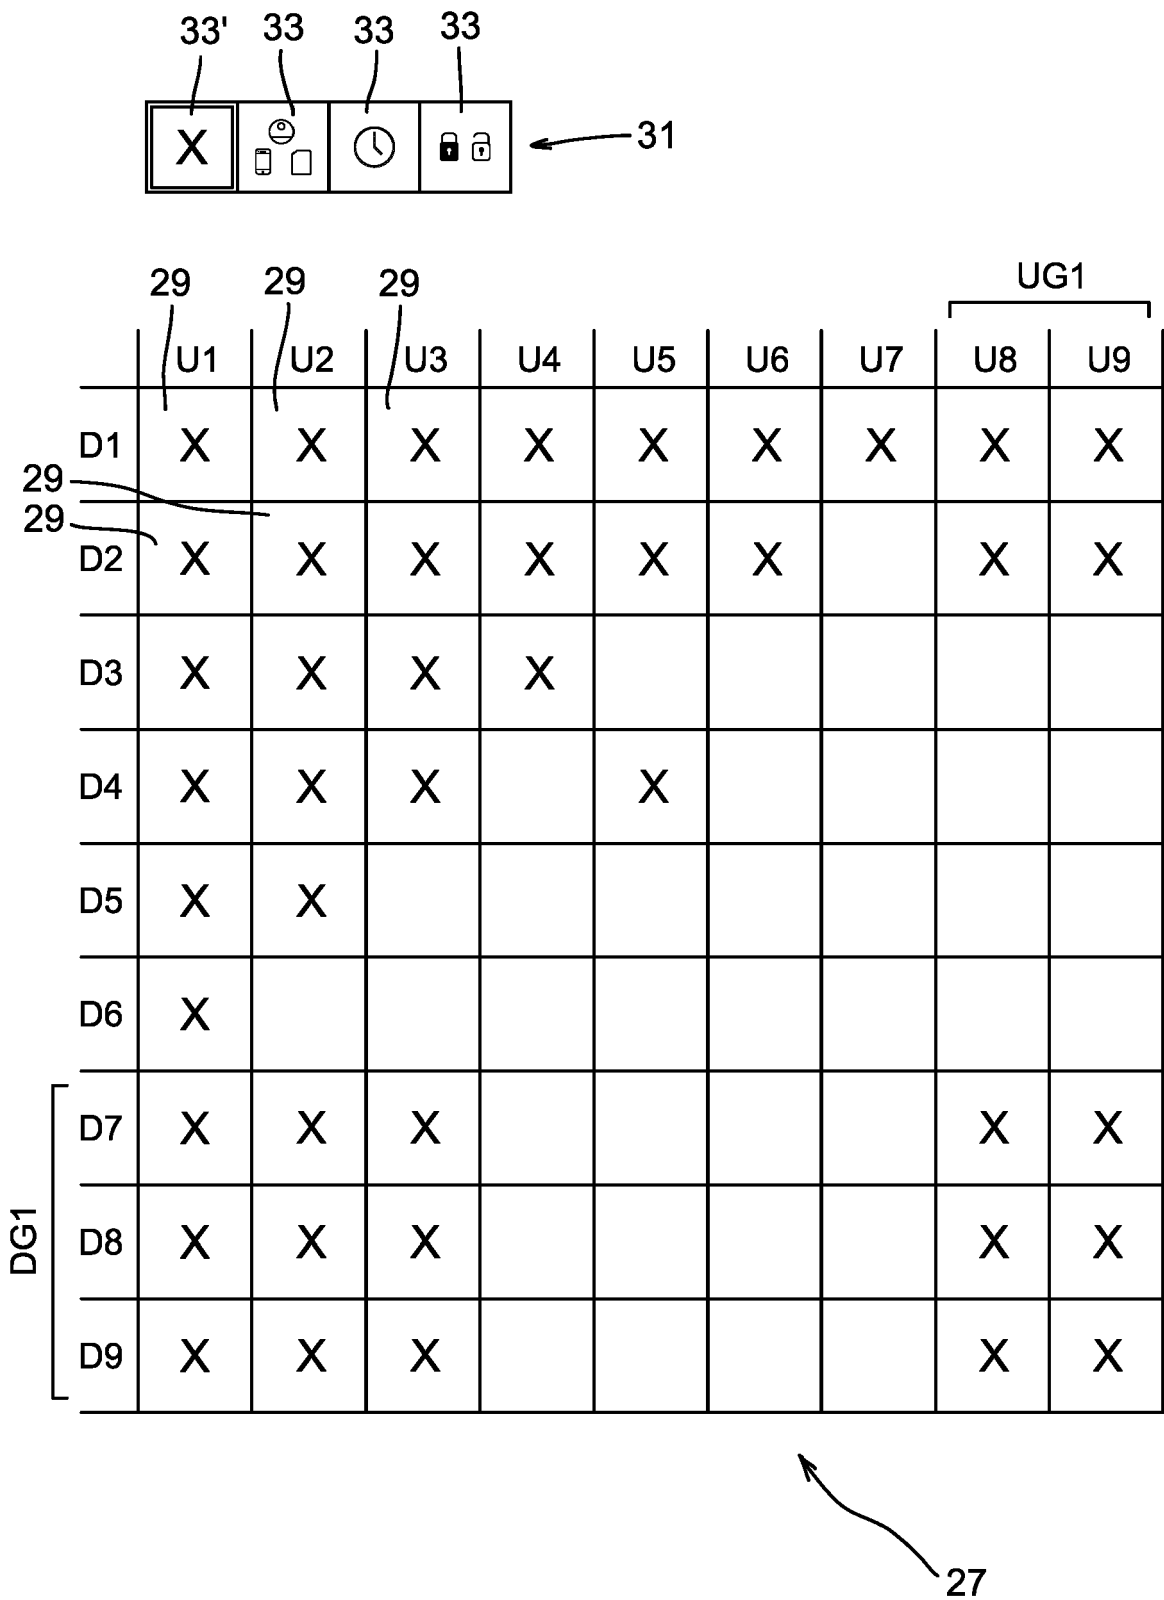 33' 33 33 33
X
31
29 29 29 UG1
U1 U2 U3 U4 U5 U6 U7 U8 U9
D1 X X X X X X X X X
29
29
D2 X X X X X X X X
D3 X X X X
D4 X X X X
D5 X X
D6 X
DG1
D7 X X X X X
D8 X X X X X
D9 X X X X X
27